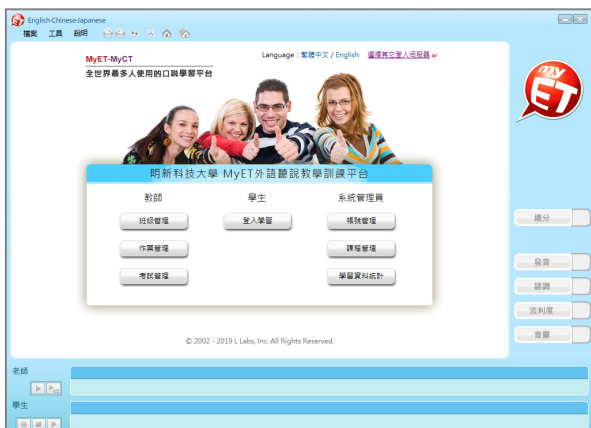 English Chinese Japanese
檔案 工具 說明
MyET-MyCT
Language : 繁體中文 / English 選擇其它登入伺服器 »
全世界最多人使用的口說學習平台
my ET
明新科技大學 MyET外語聽說教學訓練平台
教師 學生 系統管理員
班級管理 登入學習 帳號管理
作業管理 課程管理
考試管理 學習資料統計
總分
發音
語調
流利度
音量
© 2002 - 2019 L Labs, Inc. All Rights Reserved.
老師
學生